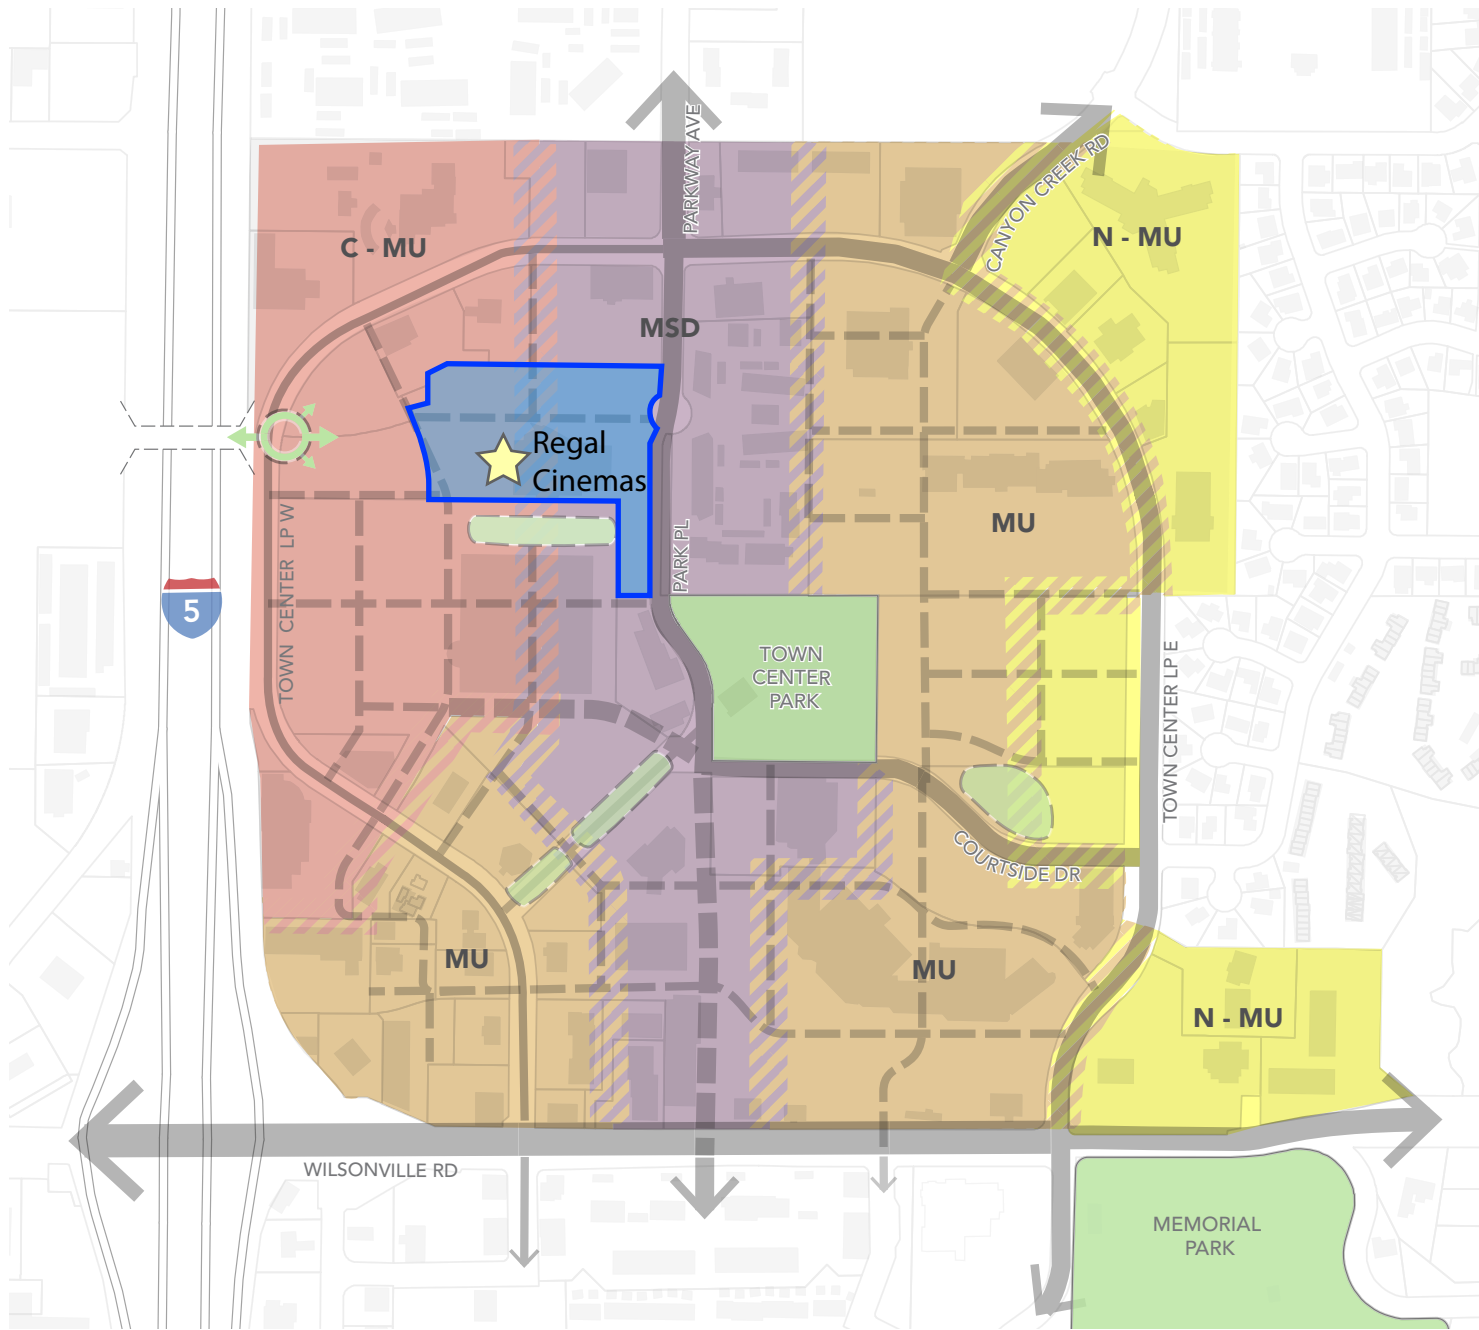 PARKWAY AVE
CANYON CREEK RD
C - MU
N - MU
MSD
Regal
Cinemas
TOWN CENTER LP W
PARK PL
MU
5
TOWN
CENTER
PARK
TOWN CENTER LP E
COURTSIDE DR
MU
MU
N - MU
WILSONVILLE RD
MEMORIAL
PARK